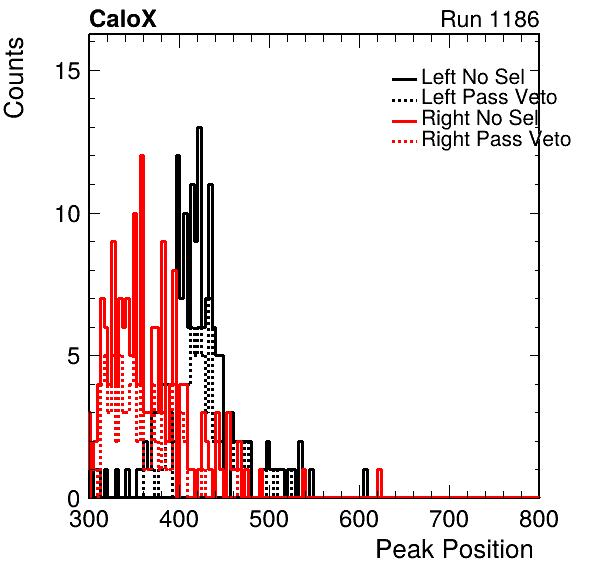 CaloX Run 1186
Counts
15
10
5
0
Left No Sel
Left Pass Veto
Right No Sel
Right Pass Veto
300 400 500 600 700 800
Peak Position